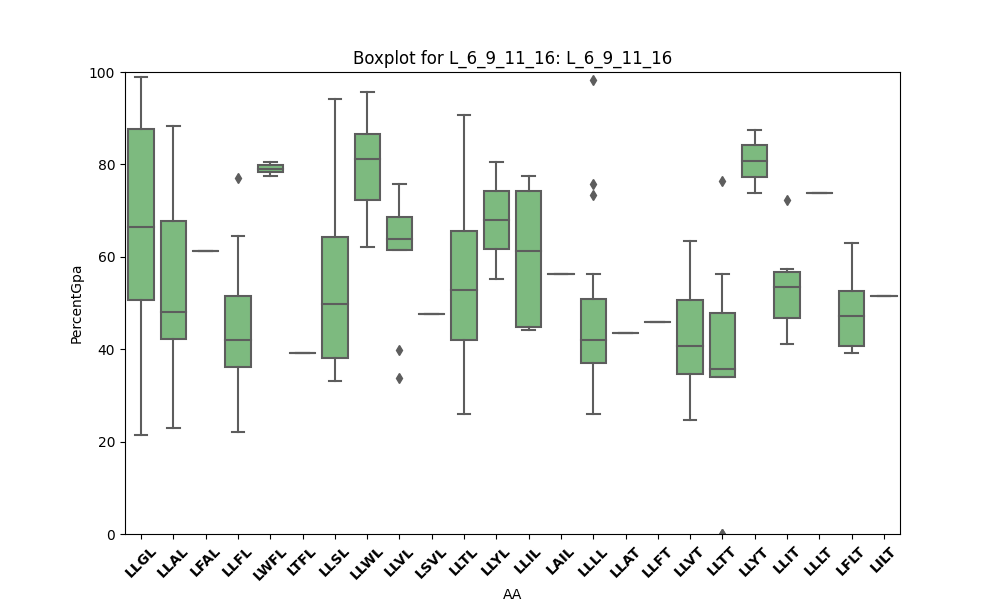 Boxplot for L_6_9_11_16: L_6_9_11_16
100
80
60
40
20
0
PercentGpa
LLGL
LLAL
LFAL
LLFL
LWFL
LTFL
LLSL
LLWL
LLVL
LSVL
LLTL
LLYL
LLIL
LAIL
LLLL
LLAT
LLFT
LLVT
LLTT
LLYT
LLIT
LLLT
LFLT
LILT
AA